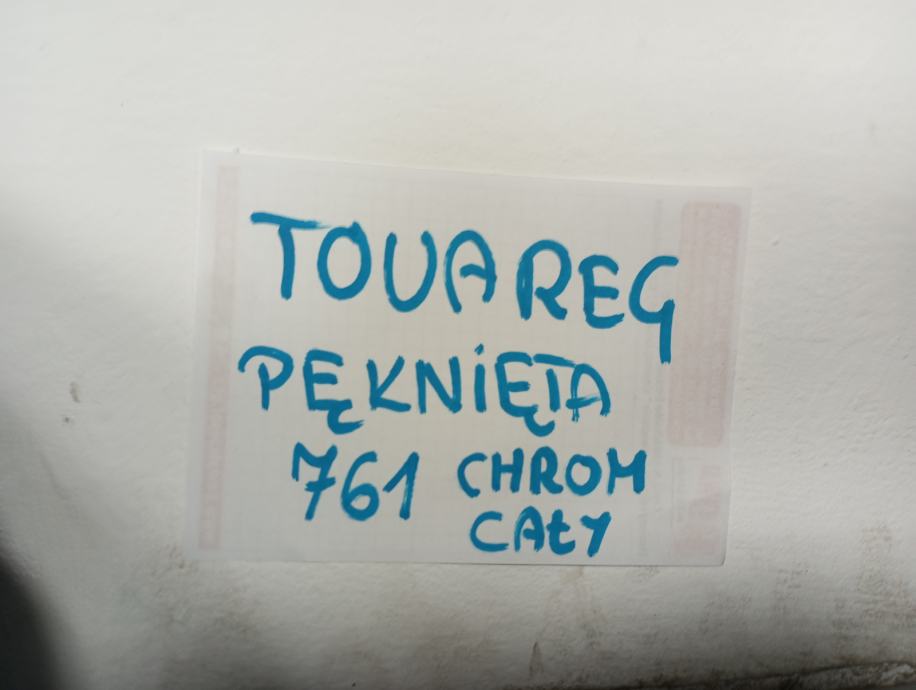 TOUAREG
PĘKNIĘTA
761 CHROM
CAŁY